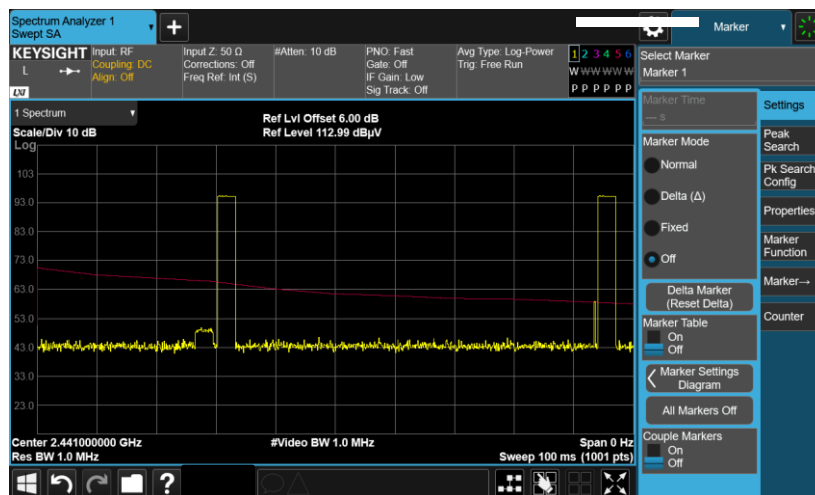 Spectrum Analyzer 1
Swept SA
Marker
KEYSIGHT
L
LXI
Input: RF
Coupling: DC
Align: Off
Input Z: 50 Ω
Corrections: Off
Freq Ref: Int (S)
#Atten: 10 dB
PNO: Fast
Gate: Off
IF Gain: Low
Sig Track: Off
Avg Type: Log-Power
Trig: Free Run
1 2 3 4 5 6
W W W W W W
P P P P P P
1 Spectrum
Scale/Div 10 dB
Log
Ref Lvl Offset 6.00 dB
Ref Level 112.99 dBµV
103
93.0
83.0
73.0
63.0
53.0
43.0
33.0
23.0
Center 2.441000000 GHz
Res BW 1.0 MHz
#Video BW 1.0 MHz
Span 0 Hz
Sweep 100 ms (1001 pts)
?
Select Marker
Marker 1
Marker Time
--- s
Marker Mode
Normal
Delta (Δ)
Fixed
Off
Delta Marker
(Reset Delta)
Marker Table
On
Off
Marker Settings
Diagram
All Markers Off
Couple Markers
On
Off
Settings
Peak
Search
Pk Search
Config
Properties
Marker
Function
Marker→
Counter